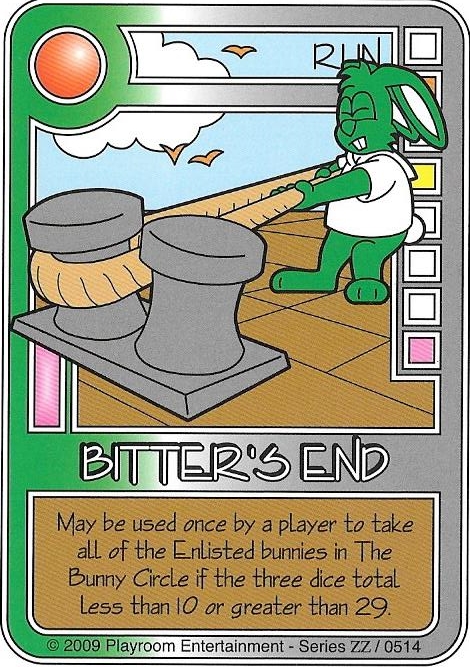 RUN
BITTER'S END
May be used once by a player to take
all of the Enlisted bunnies in The
Bunny Circle if the three dice total
less than 10 or greater than 29.
© 2009 Playroom Entertainment - Series ZZ / 0514